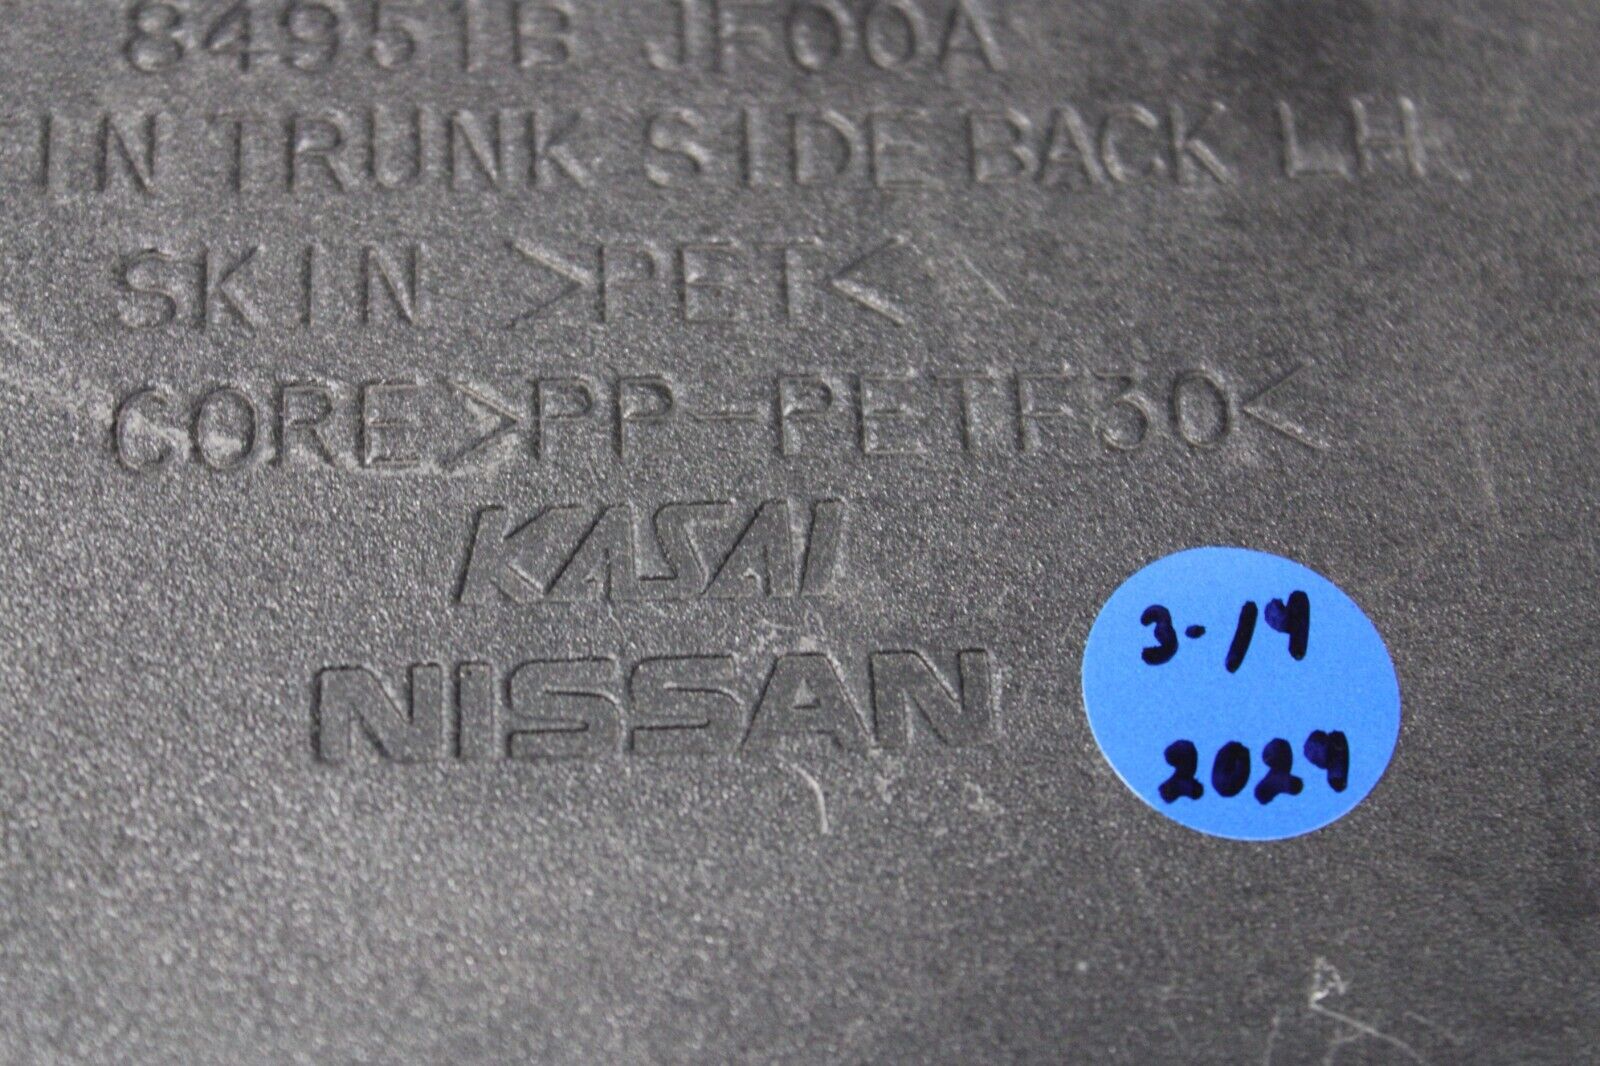 84951B JF00A
IN TRUNK SIDE BACK LH
SKIN >PET<
CORE>PP-PETF30<
KASAI
NISSAN
3-14
2024